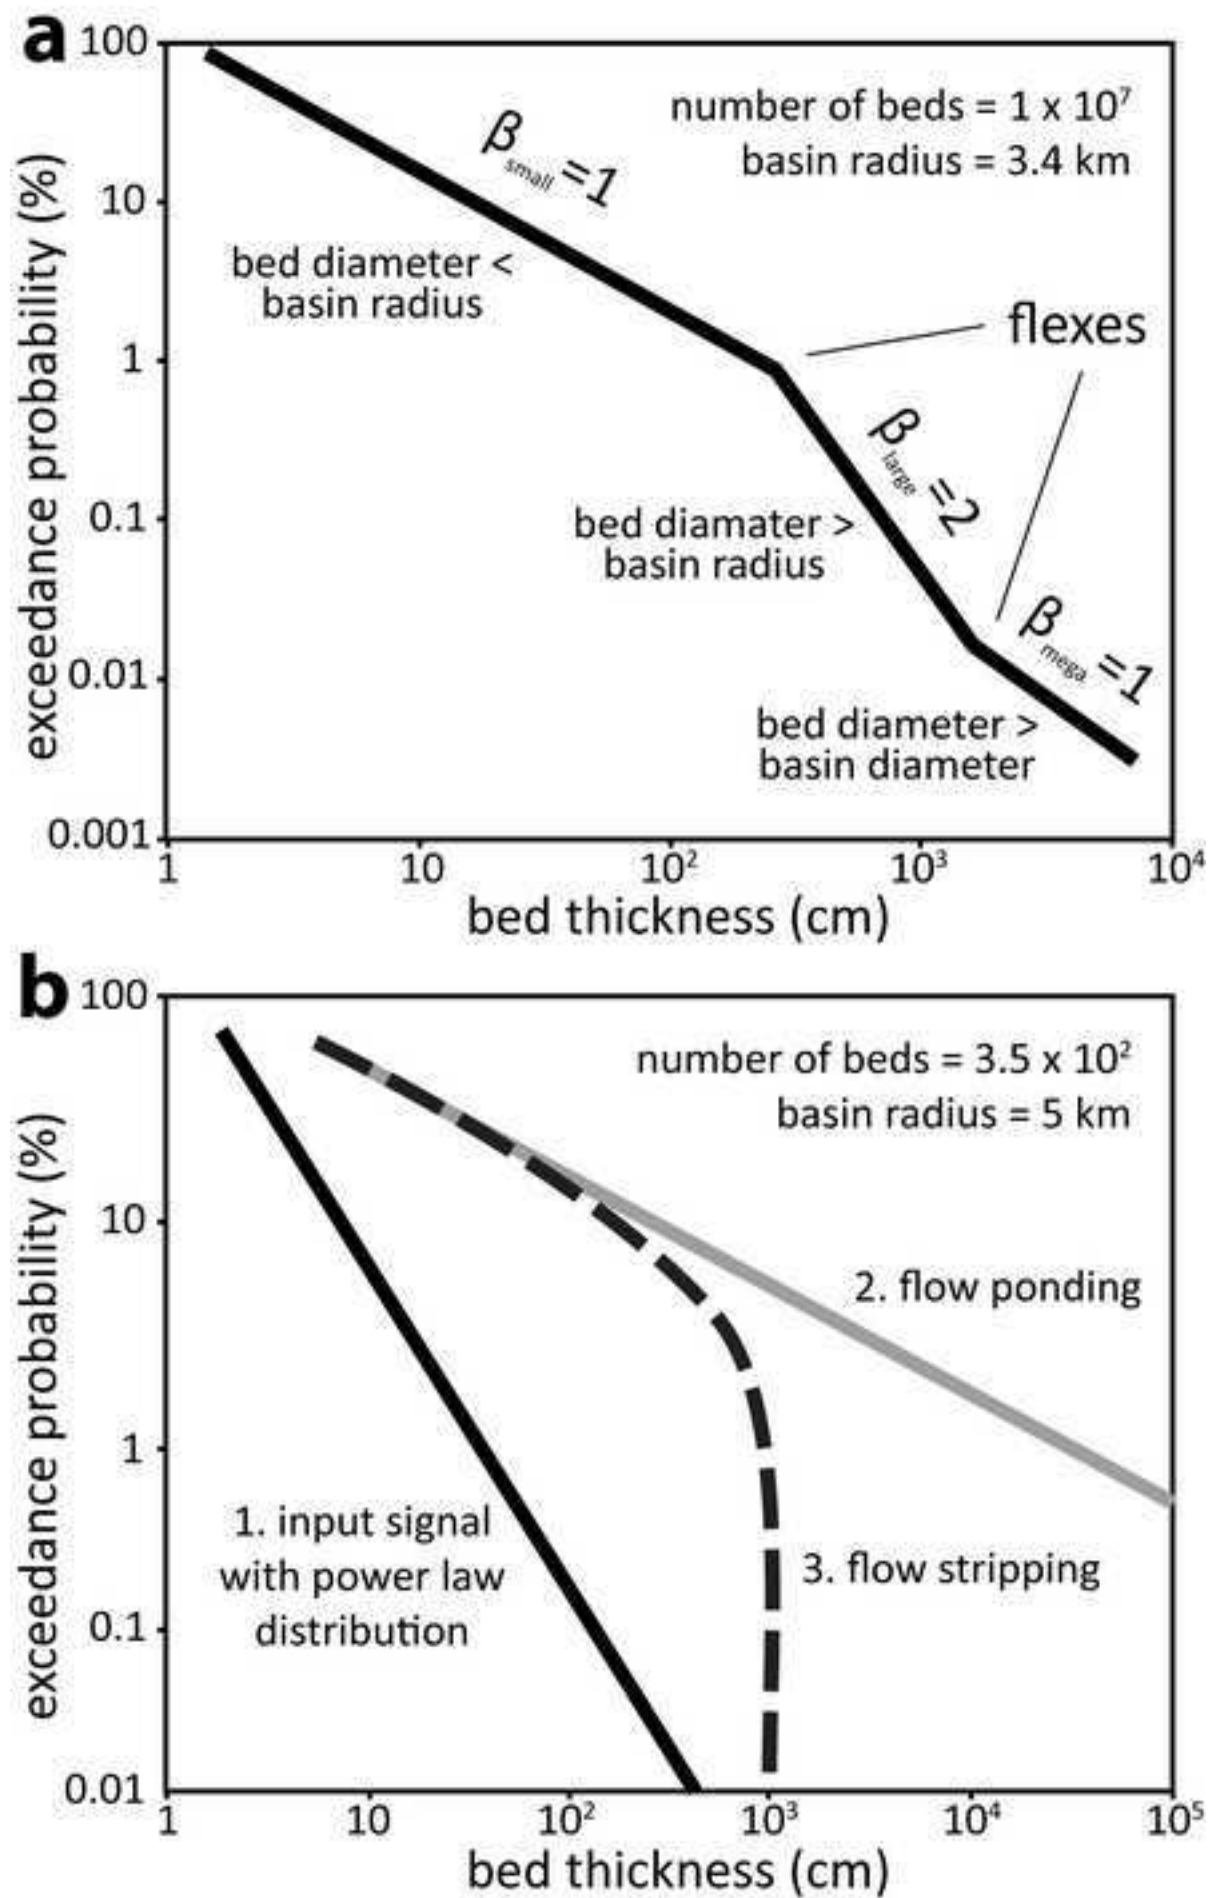 a
100
number of beds = 1 x 10⁷
basin radius = 3.4 km
β small =1
10
bed diameter <
basin radius
flexes
1
β large =2
0.1
bed diamater >
basin radius
β mega =1
0.01
bed diameter >
basin diameter
0.001
1 10 10² 10³ 10⁴
bed thickness (cm)
exceedance probability (%)
b
100
number of beds = 3.5 x 10²
basin radius = 5 km
10
2. flow ponding
1
1. input signal
with power law
distribution
3. flow stripping
0.1
0.01
1 10 10² 10³ 10⁴ 10⁵
bed thickness (cm)
exceedance probability (%)